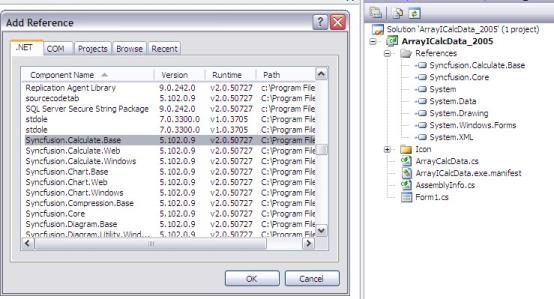 Add Reference
.NET COM Projects Browse Recent
Component Name Version Runtime Path
Replication Agent Library 9.0.242.0 v2.0.50727 c:\Program File
sourcecodetab 5.102.0.9 v2.0.50727 C:\Program File
SQL Server Secure String Package 9.0.242.0 v2.0.50727 C:\Program File
stdole 7.0.3300.0 v1.0.3705 C:\Program File
stdole 7.0.3300.0 v1.0.3705 C:\Program File
Syncfusion.Calculate.Base 5.102.0.9 v2.0.50727 C:\Program File
Syncfusion.Calculate.Web 5.102.0.9 v2.0.50727 C:\Program File
Syncfusion.Calculate.Windows 5.102.0.9 v2.0.50727 C:\Program File
Syncfusion.Chart.Base 5.102.0.9 v2.0.50727 C:\Program File
Syncfusion.Chart.Web 5.102.0.9 v2.0.50727 C:\Program File
Syncfusion.Chart.Windows 5.102.0.9 v2.0.50727 C:\Program File
Syncfusion.Compression.Base 5.102.0.9 v2.0.50727 C:\Program File
Syncfusion.Core 5.102.0.9 v2.0.50727 C:\Program File
Syncfusion.Diagram.Base 5.102.0.9 v2.0.50727 C:\Program File
Syncfusion.Diagram.Utility.Wind... 5.102.0.9 v2.0.50727 C:\Program File
OK Cancel
Solution 'ArrayICalcData_2005' (1 project)
ArrayICalcData_2005
References
Syncfusion.Calculate.Base
Syncfusion.Core
System
System.Data
System.Drawing
System.Windows.Forms
System.XML
Icon
ArrayCalcData.cs
ArrayICalcData.exe.manifest
AssemblyInfo.cs
Form1.cs